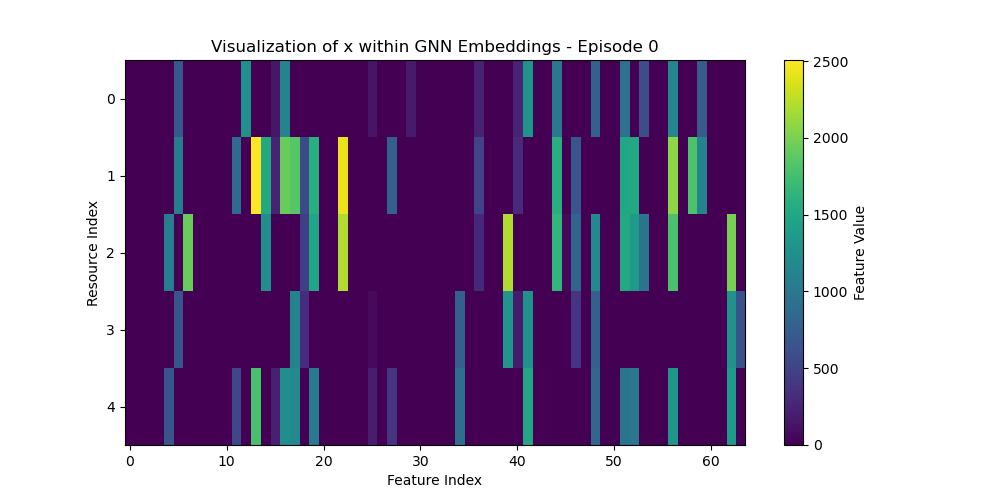 Visualization of x within GNN Embeddings - Episode 0
Resource Index
0
1
2
3
4
0 10 20 30 40 50 60
Feature Index
2500
2000
1500
1000
500
0
Feature Value